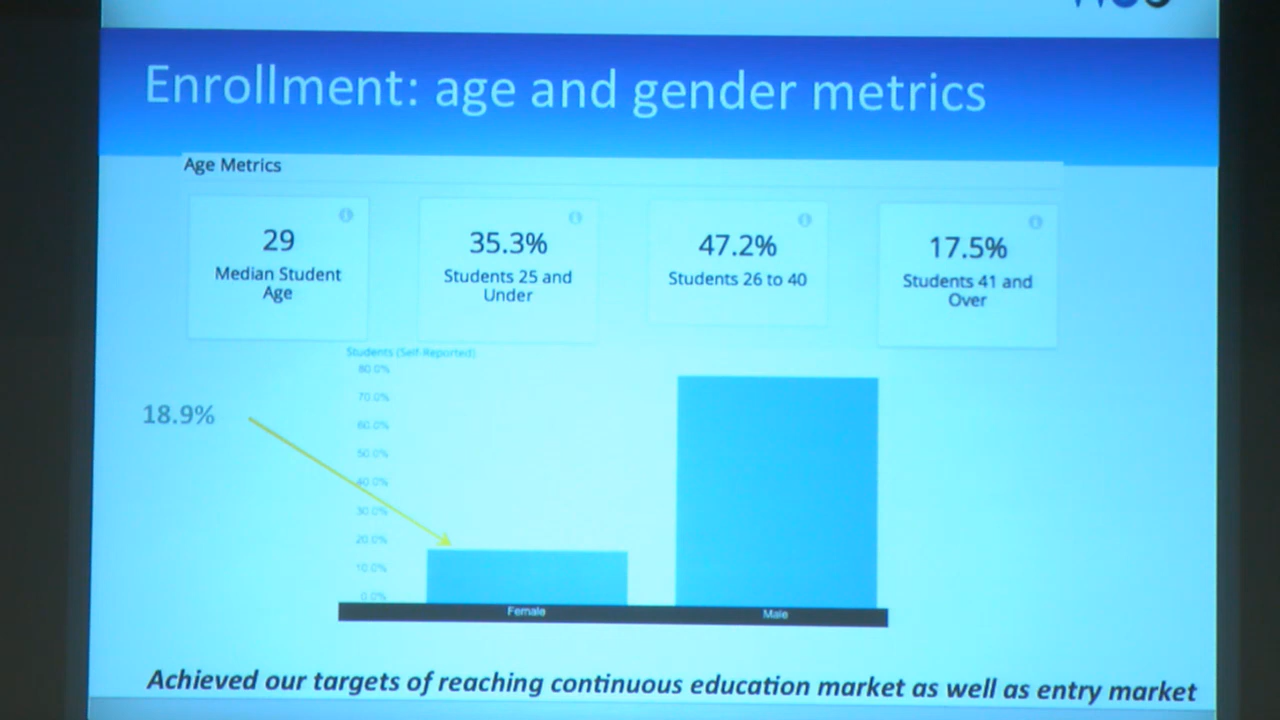 Enrollment: age and gender metrics
Age Metrics
29
Median Student
Age
35.3%
Students 25 and
Under
47.2%
Students 26 to 40
17.5%
Students 41 and
Over
Students (Self-Reported)
80.0%
70.0%
60.0%
50.0%
40.0%
30.0%
20.0%
10.0%
0.0%
18.9%
Female
Male
Achieved our targets of reaching continuous education market as well as entry market